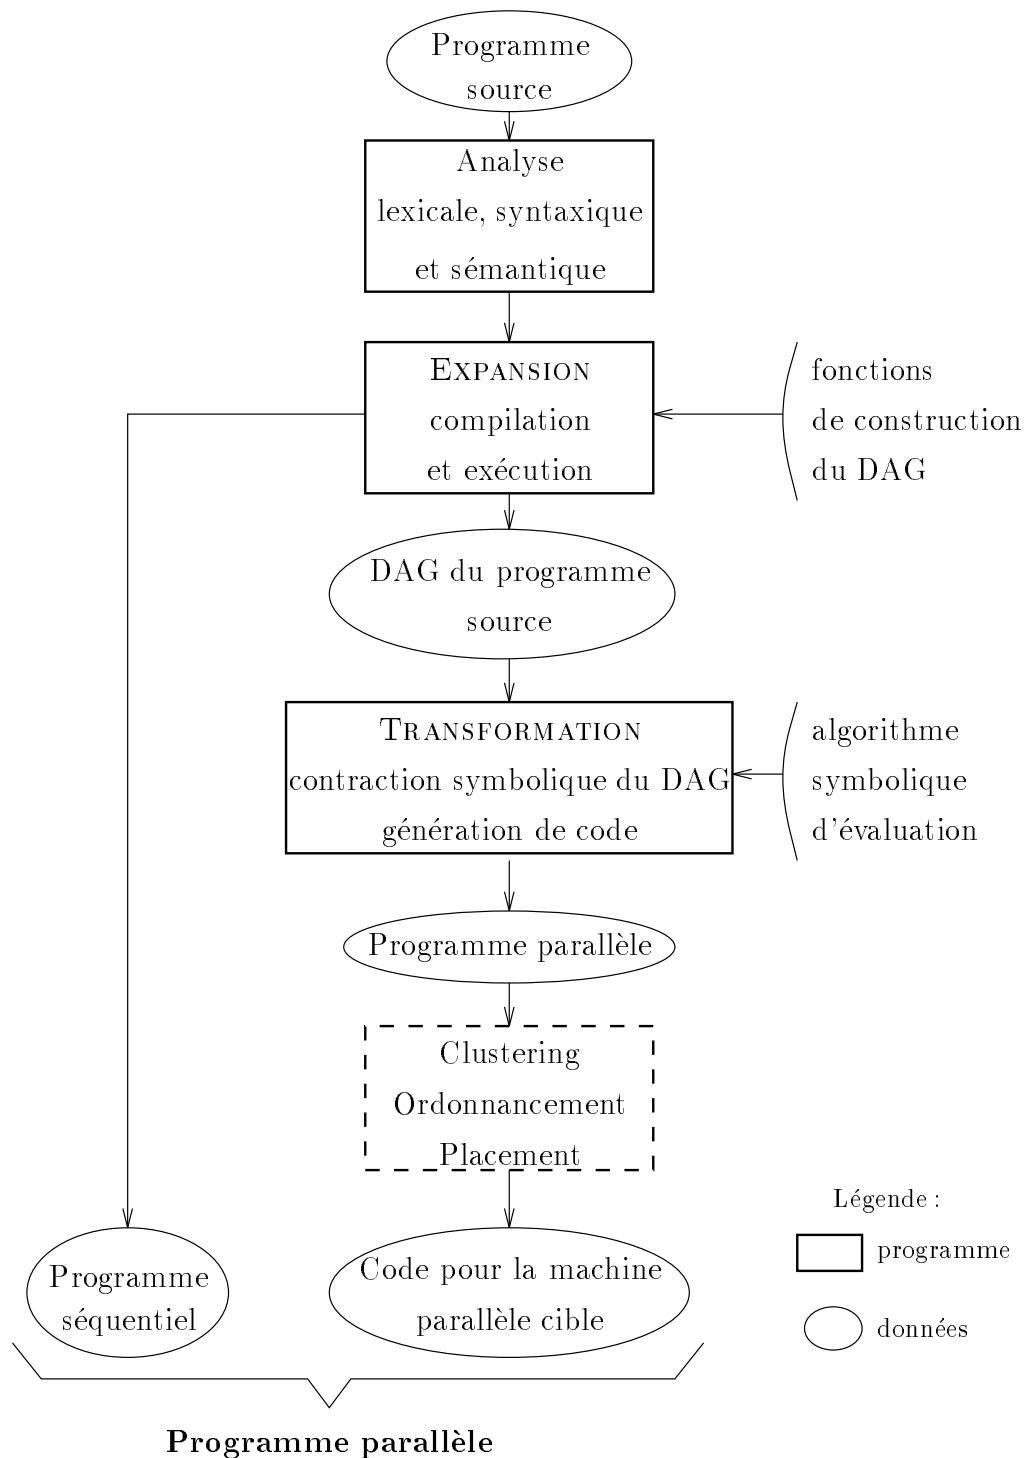 Programme
source
Analyse
lexicale, syntaxique
et sémantique
EXPANSION
compilation
et exécution
fonctions
de construction
du DAG
DAG du programme
source
TRANSFORMATION
contraction symbolique du DAG
génération de code
algorithme
symbolique
d'évaluation
Programme parallèle
Clustering
Ordonnancement
Placement
Programme
séquentiel
Code pour la machine
parallèle cible
Légende :
programme
données
Programme parallèle